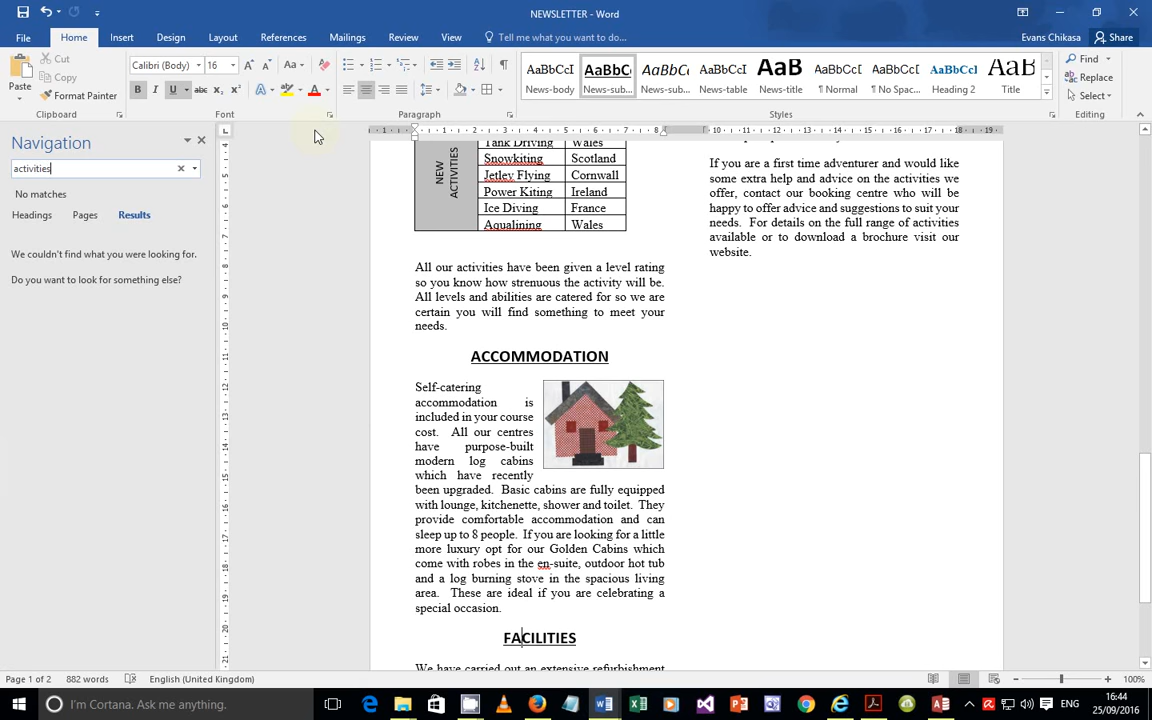 NEWSLETTER - Word
File Home Insert Design Layout References Mailings Review View Tell me what you want to do... Evans Chikasa Share
Paste Cut Copy Format Painter
Clipboard
Calibri (Body) 16
Font
Paragraph
AaBbCcI News-body
AaBbCc News-sub...
AaBbCcI News-sub...
AaBbCcI News-table
AaB News-title
AaBbCcI ¶ Normal
AaBbCcI ¶ No Spac...
AaBbCcI Heading 2
AaBb Title
Styles
Find
Replace
Select
Editing
Navigation
activities
No matches
Headings Pages Results
We couldn't find what you were looking for.
Do you want to look for something else?
NEW
ACTIVITIES
Tank Driving Wales
Snowkiting Scotland
Jetley Flying Cornwall
Power Kiting Ireland
Ice Diving France
Aqualining Wales
All our activities have been given a level rating
so you know how strenuous the activity will be.
All levels and abilities are catered for so we are
certain you will find something to meet your
needs.
ACCOMMODATION
Self-catering
accommodation is
included in your course
cost. All our centres
have purpose-built
modern log cabins
which have recently
been upgraded. Basic cabins are fully equipped
with lounge, kitchenette, shower and toilet. They
provide comfortable accommodation and can
sleep up to 8 people. If you are looking for a little
more luxury opt for our Golden Cabins which
come with robes in the en-suite, outdoor hot tub
and a log burning stove in the spacious living
area. These are ideal if you are celebrating a
special occasion.
FACILITIES
We have carried out an extensive refurbishment
If you are a first time adventurer and would like
some extra help and advice on the activities we
offer, contact our booking centre who will be
happy to offer advice and suggestions to suit your
needs. For details on the full range of activities
available or to download a brochure visit our
website.
Page 1 of 2 882 words English (United Kingdom) 100%
I'm Cortana. Ask me anything.
ENG
16:44
25/09/2016